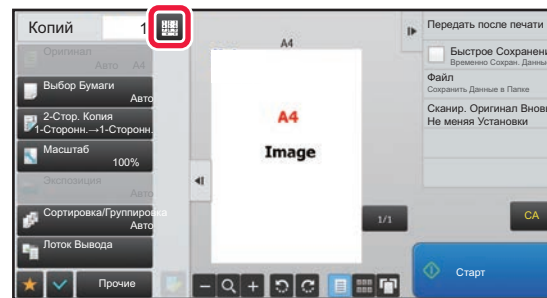 Копий 1
A4
Передать после печати
Оригинал
Авто A4
Быстрое Сохранени
Временно Сохран. Данны
Выбор Бумаги
Авто
Файл
Сохранить Данные в Папке
2-Стор. Копия
1-Сторонн.→1-Сторонн.
A4
Сканир. Оригинал Вновь
Не меняя Установки
Масштаб
100%
Image
Экспозиция
Авто
Сортировка/Группировка
Авто
1/1
CA
Лоток Вывода
Прочие
Старт